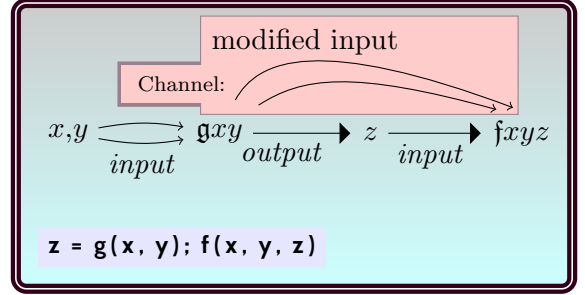 modified input
Channel:
x,y 𝔤xy z 𝔣xyz
input output input
z = g(x, y); f(x, y, z)